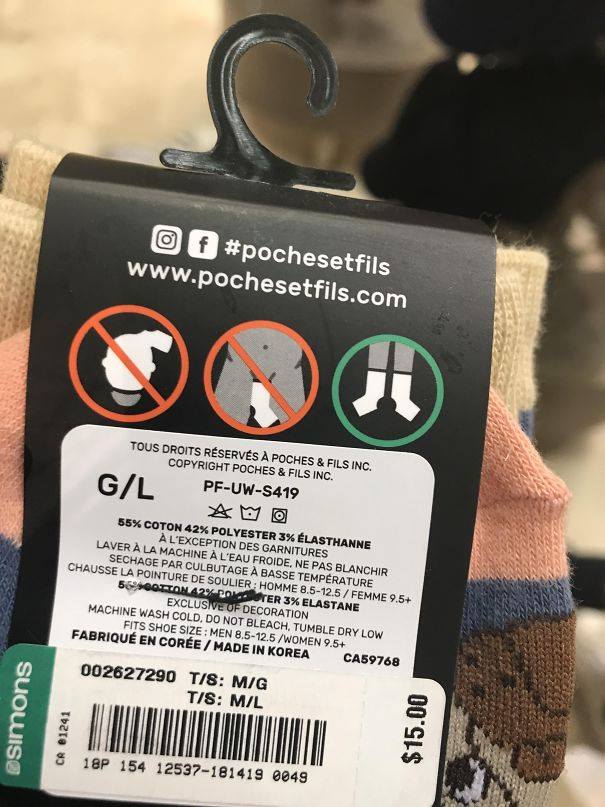 #pochesetfils
www.pochesetfils.com
TOUS DROITS RÉSERVÉS À POCHES & FILS INC.
COPYRIGHT POCHES & FILS INC.
G/L PF-UW-S419
55% COTON 42% POLYESTER 3% ÉLASTHANNE
À L'EXCEPTION DES GARNITURES
LAVER À LA MACHINE À L'EAU FROIDE, NE PAS BLANCHIR
SECHAGE PAR CULBUTAGE À BASSE TEMPÉRATURE
CHAUSSE LA POINTURE DE SOULIER : HOMME 8.5-12.5 / FEMME 9.5+
COTTON 42% 3% ELASTANE
EXCLUSIVE OF DECORATION
MACHINE WASH COLD, DO NOT BLEACH, TUMBLE DRY LOW
FITS SHOE SIZE : MEN 8.5-12.5 /WOMEN 9.5+
FABRIQUÉ EN CORÉE / MADE IN KOREA CA59768
simons
CR 01241
002627290 T/S: M/G
T/S: M/L
18P 154 12537-181419 0049
$15.00